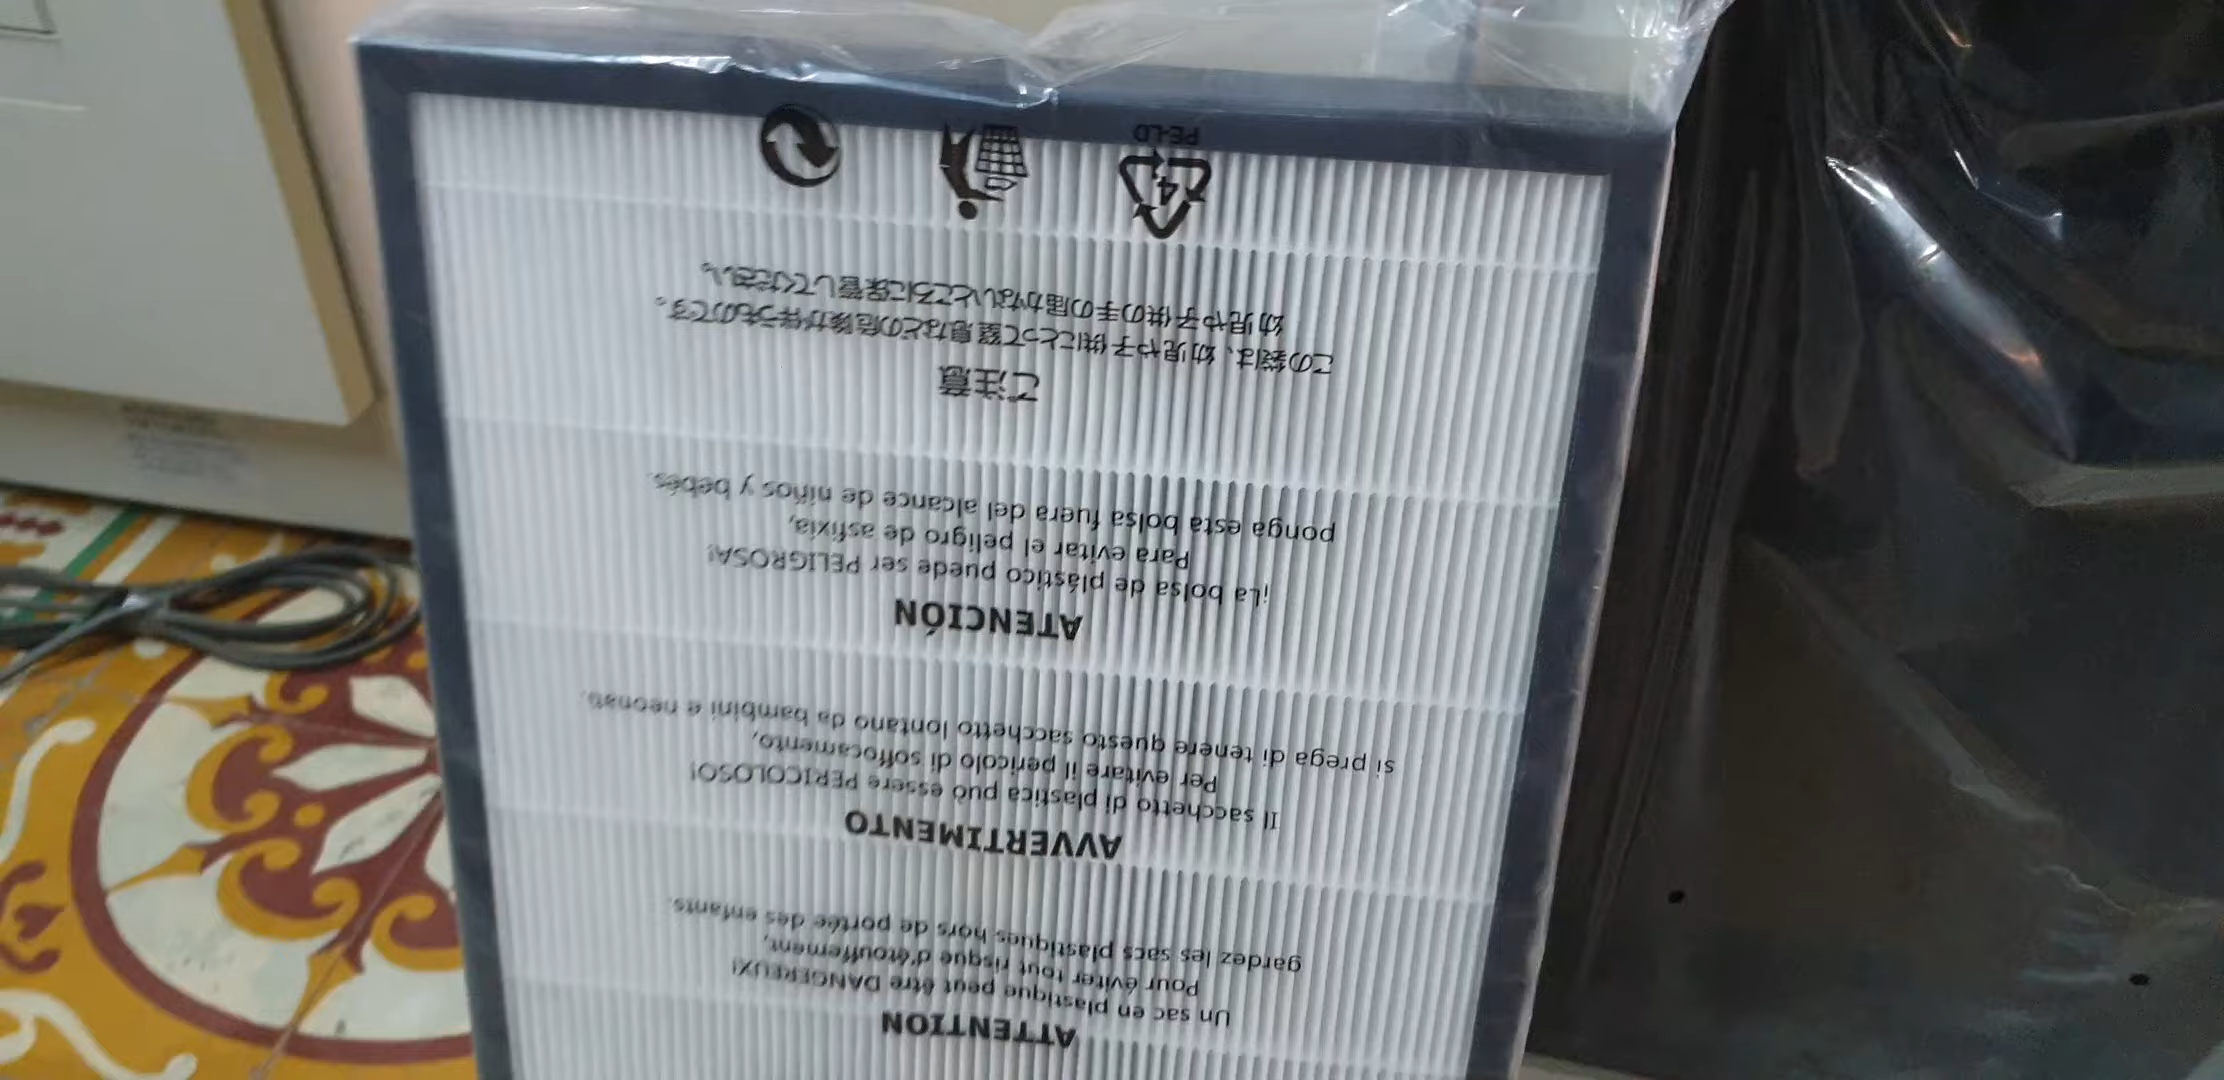 ATTENTION
Un sac en plastique peut être DANGEREUX!
Pour éviter tout risque d'étouffement,
gardez les sacs plastiques hors de portée des enfants.
AVVERTIMENTO
Il sacchetto di plastica può essere PERICOLOSO!
Per evitare il pericolo di soffocamento,
si prega di tenere questo sacchetto lontano da bambini e neonati.
ATENCIÓN
¡La bolsa de plástico puede ser PELIGROSA!
Para evitar el peligro de asfixia,
ponga esta bolsa fuera del alcance de niños y bebés.
ご注意
この袋は、幼児や子供にとって窒息などの危険が伴うものです。
幼児や子供の手の届かないところに保管してください。
4
PE-LD